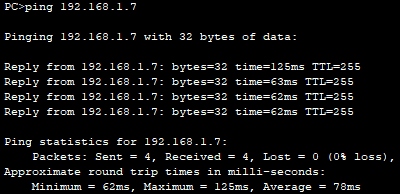 PC>ping 192.168.1.7
Pinging 192.168.1.7 with 32 bytes of data:
Reply from 192.168.1.7: bytes=32 time=125ms TTL=255
Reply from 192.168.1.7: bytes=32 time=63ms TTL=255
Reply from 192.168.1.7: bytes=32 time=62ms TTL=255
Reply from 192.168.1.7: bytes=32 time=62ms TTL=255
Ping statistics for 192.168.1.7:
Packets: Sent = 4, Received = 4, Lost = 0 (0% loss),
Approximate round trip times in milli-seconds:
Minimum = 62ms, Maximum = 125ms, Average = 78ms